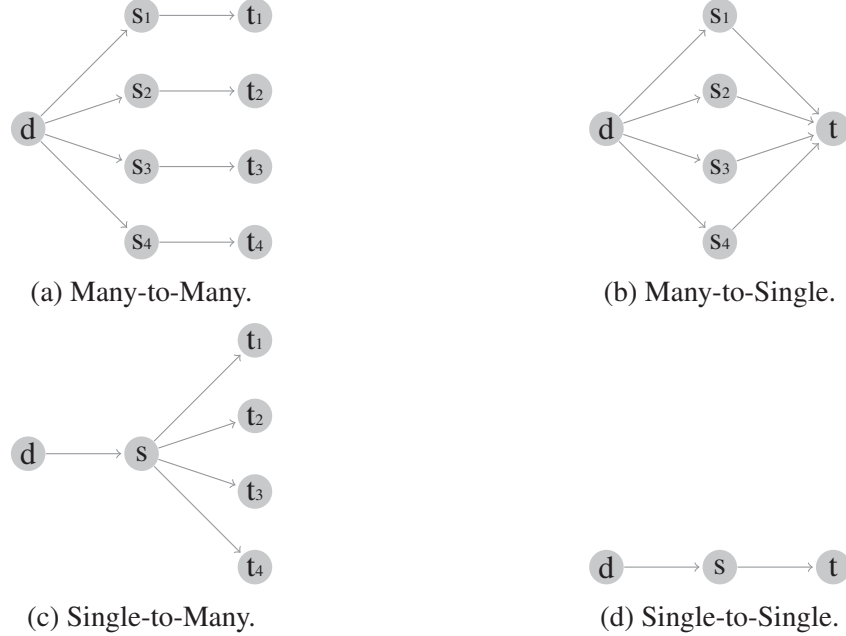 s1 t1
s2 t2
d
s3 t3
s4 t4
(a) Many-to-Many.
s1
s2
d t
s3
s4
(b) Many-to-Single.
t1
t2
d s
t3
t4
(c) Single-to-Many.
d s t
(d) Single-to-Single.